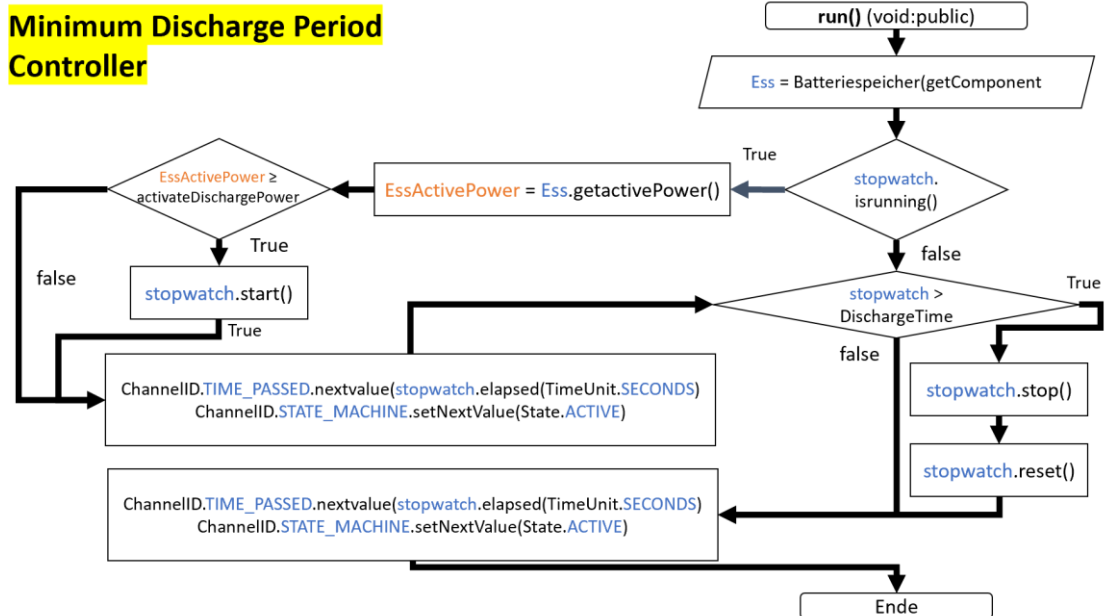 Minimum Discharge Period
Controller
run() (void:public)
Ess = Batteriespeicher(getComponent
stopwatch.
isrunning()
True
EssActivePower = Ess.getactivePower()
EssActivePower ≥
activateDischargePower
True
false
stopwatch.start()
True
false
stopwatch >
DischargeTime
True
false
ChannelID.TIME_PASSED.nextvalue(stopwatch.elapsed(TimeUnit.SECONDS)
ChannelID.STATE_MACHINE.setNextValue(State.ACTIVE)
stopwatch.stop()
stopwatch.reset()
ChannelID.TIME_PASSED.nextvalue(stopwatch.elapsed(TimeUnit.SECONDS)
ChannelID.STATE_MACHINE.setNextValue(State.ACTIVE)
Ende